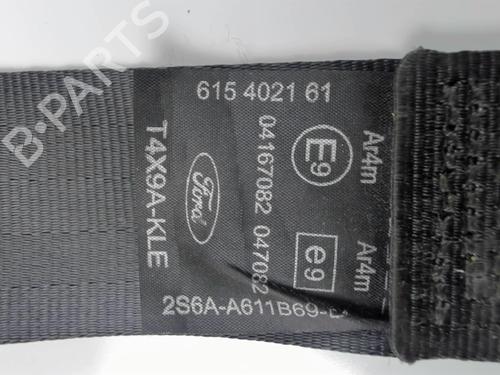 B-PARTS
615 4021 61
T4X9A-KLE
Ford
04167082 047082
Ar4m Ar4m
E9
e9
2S6A-A611B69-